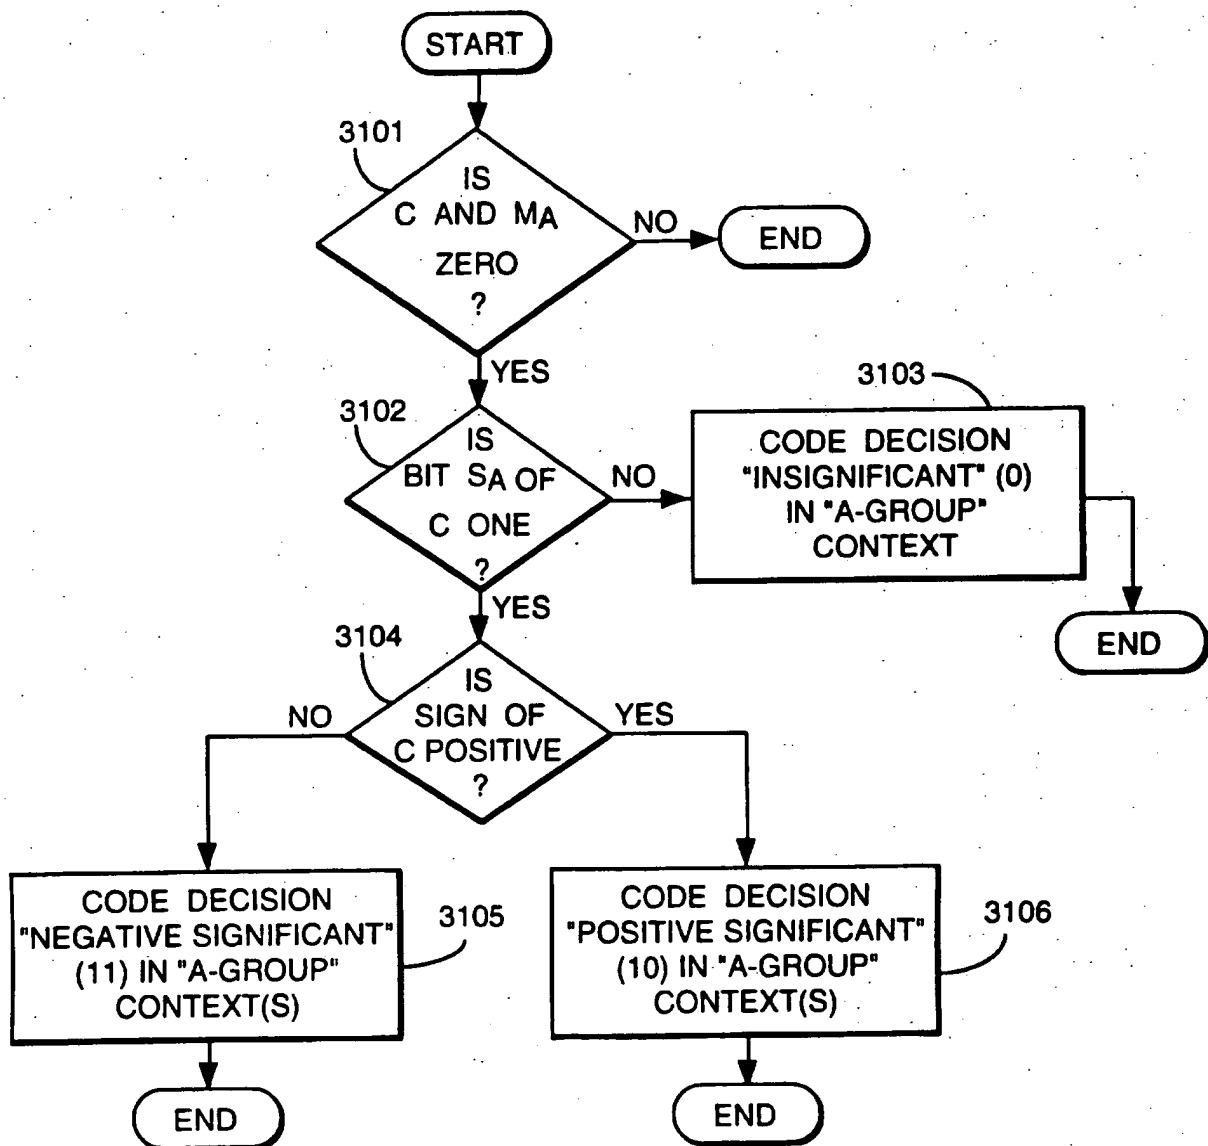 START
3101
IS
C AND MA
ZERO
?
NO
END
YES
3102
IS
BIT SA OF
C ONE
?
NO
3103
CODE DECISION
"INSIGNIFICANT" (0)
IN "A-GROUP"
CONTEXT
END
YES
3104
IS
SIGN OF
C POSITIVE
?
NO
YES
CODE DECISION
"NEGATIVE SIGNIFICANT"
(11) IN "A-GROUP"
CONTEXT(S)
3105
END
CODE DECISION
"POSITIVE SIGNIFICANT"
(10) IN "A-GROUP"
CONTEXT(S)
3106
END